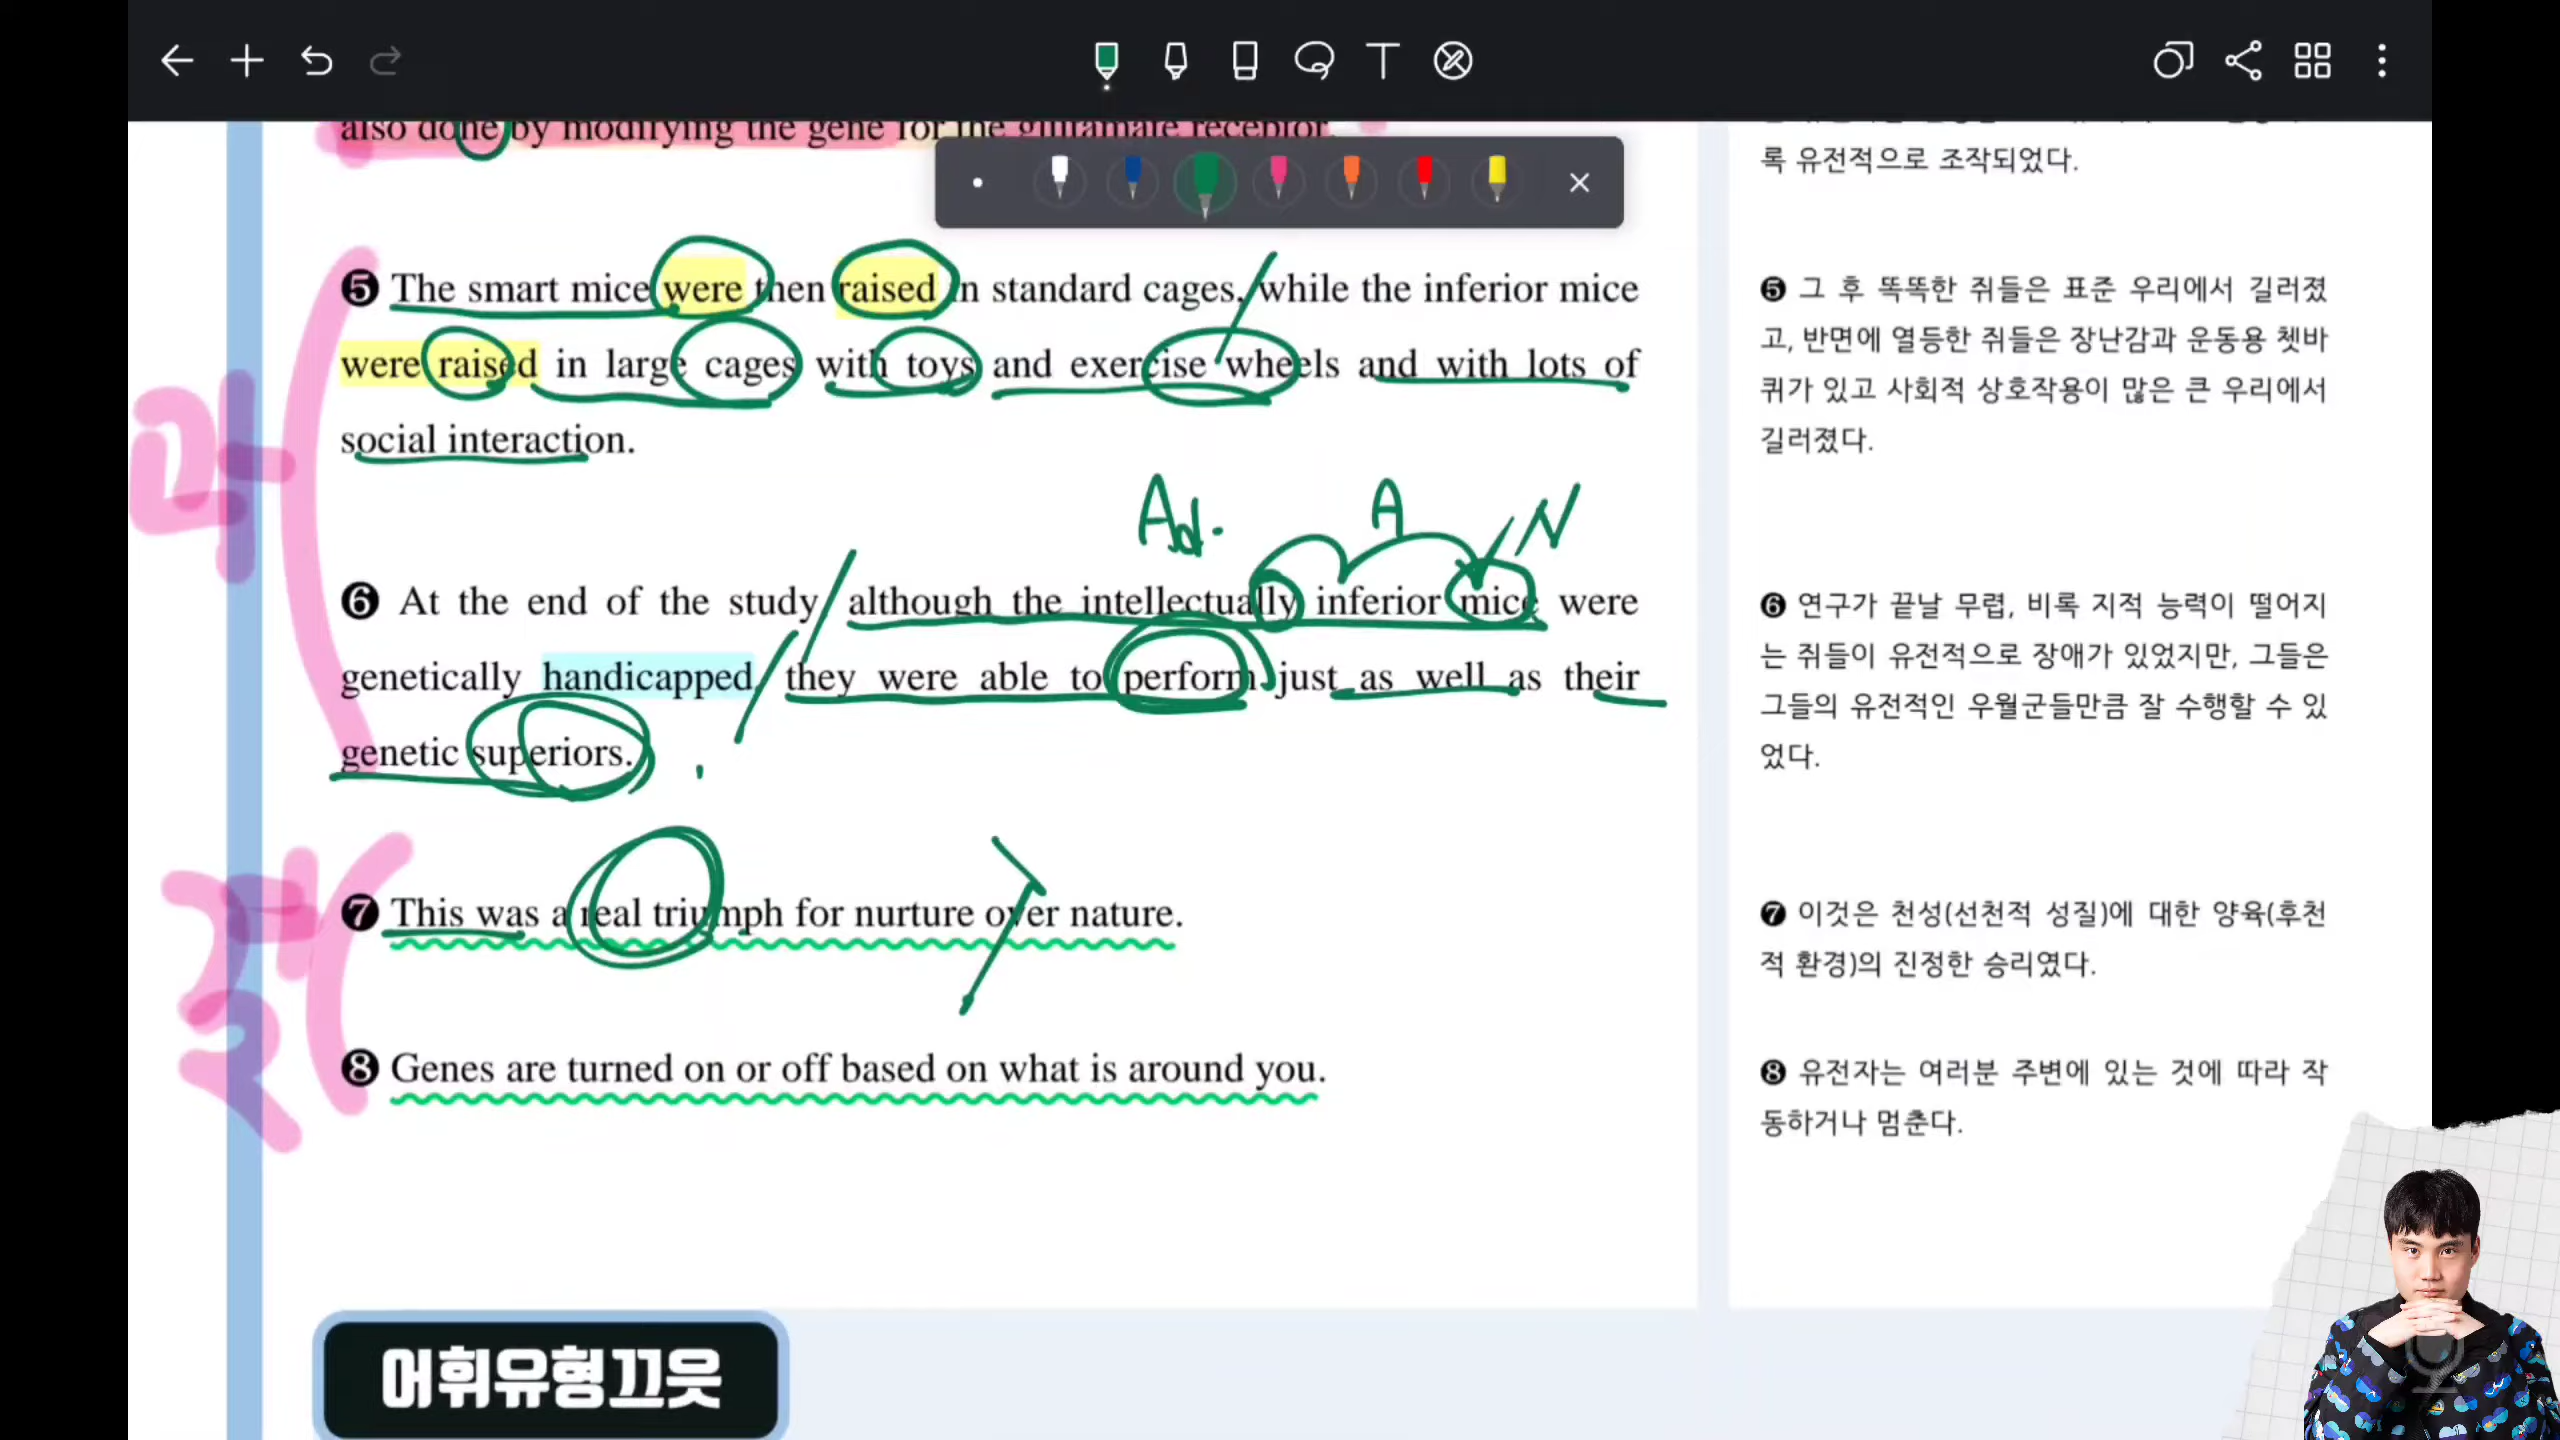 also done by modifying the gene for the glutamate receptor.
록 유전적으로 조작되었다.
❺ The smart mice were then raised in standard cages, while the inferior mice
were raised in large cages with toys and exercise wheels and with lots of
social interaction.
❺ 그 후 똑똑한 쥐들은 표준 우리에서 길러졌
고, 반면에 열등한 쥐들은 장난감과 운동용 쳇바
퀴가 있고 사회적 상호작용이 많은 큰 우리에서
길러졌다.
Ad. A N
❻ At the end of the study, although the intellectually inferior mice were
genetically handicapped, they were able to perform just as well as their
genetic superiors.
❻ 연구가 끝날 무렵, 비록 지적 능력이 떨어지
는 쥐들이 유전적으로 장애가 있었지만, 그들은
그들의 유전적인 우월군들만큼 잘 수행할 수 있
었다.
❼ This was a real triumph for nurture over nature.
❼ 이것은 천성(선천적 성질)에 대한 양육(후천
적 환경)의 진정한 승리였다.
❽ Genes are turned on or off based on what is around you.
❽ 유전자는 여러분 주변에 있는 것에 따라 작
동하거나 멈춘다.
어휘유형끄읏